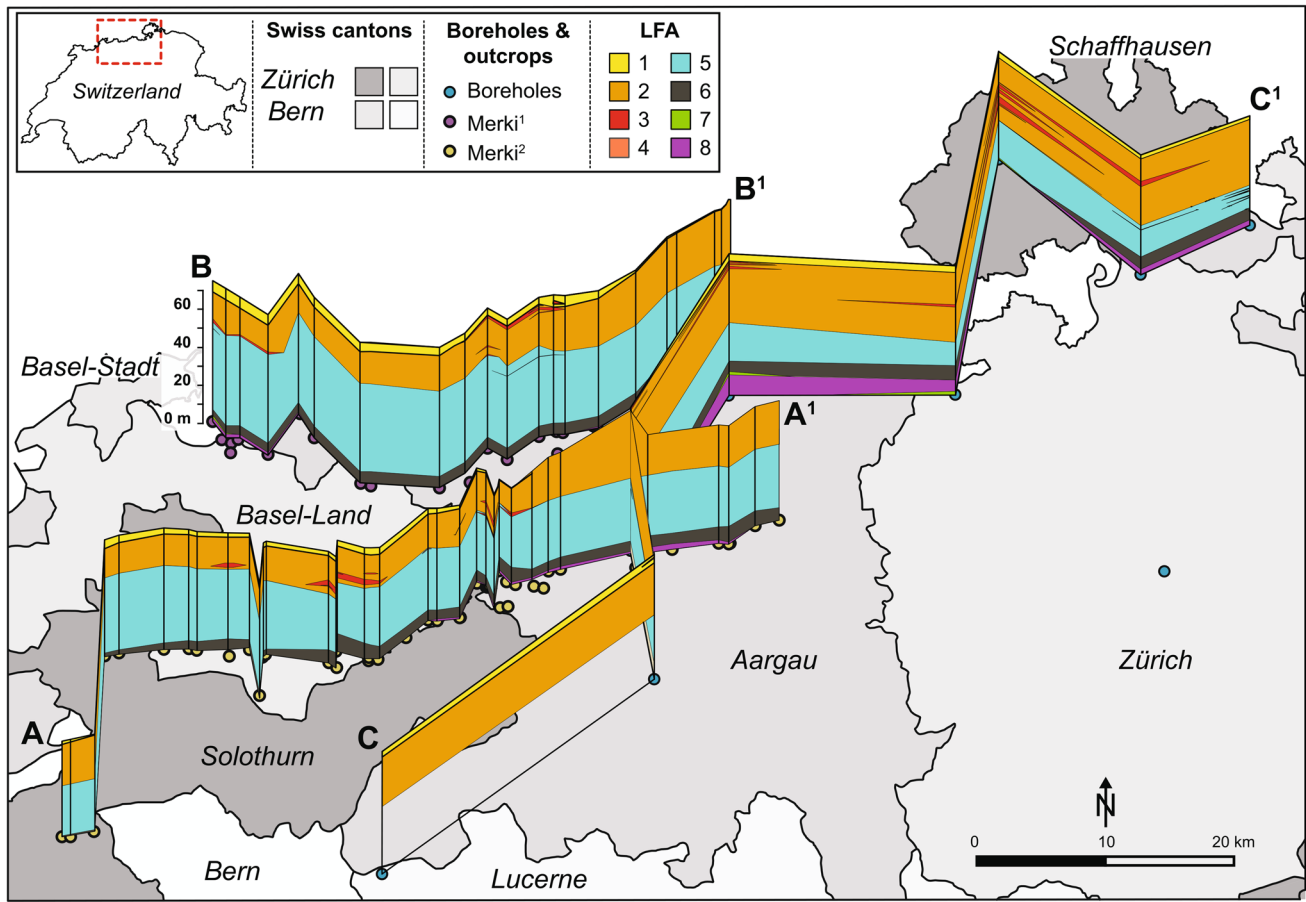 Switzerland
Swiss cantons
Zürich
Bern
Boreholes &
outcrops
Boreholes
Merki¹
Merki²
LFA
1 5
2 6
3 7
4 8
Schaffhausen
C¹
B¹
B
60
40
20
0 m
Basel-Stadt
A¹
Basel-Land
Aargau
Zürich
A
Solothurn
C
N
0 10 20 km
Bern
Lucerne